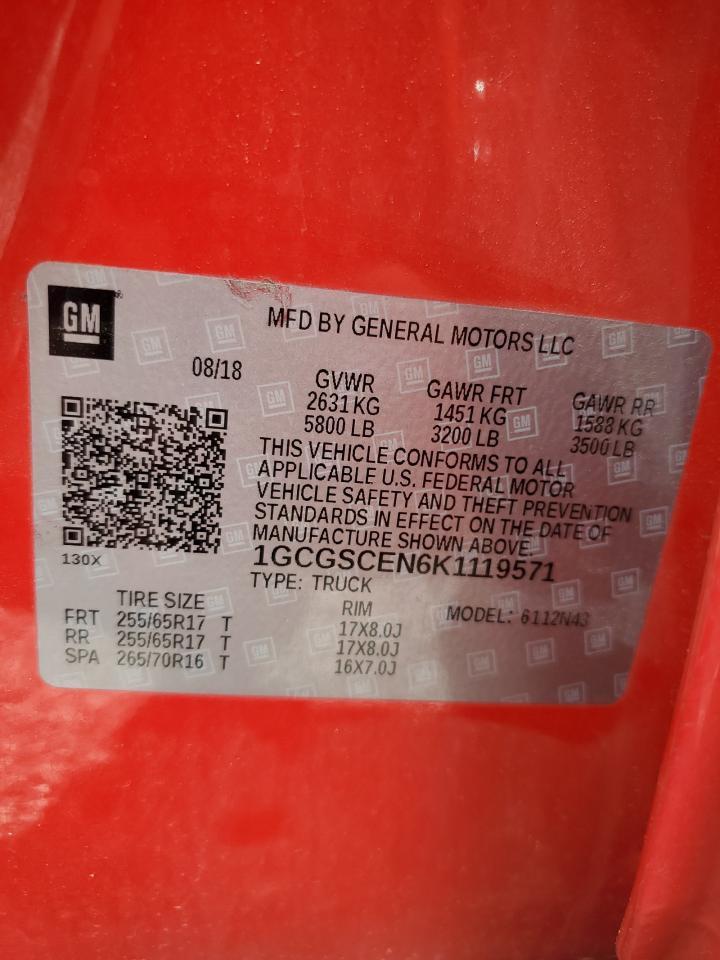 GM
MFD BY GENERAL MOTORS LLC
08/18
GVWR GAWR FRT GAWR RR
2631 KG 1451 KG 1588 KG
5800 LB 3200 LB 3500 LB
THIS VEHICLE CONFORMS TO ALL
APPLICABLE U.S. FEDERAL MOTOR
VEHICLE SAFETY AND THEFT PREVENTION
STANDARDS IN EFFECT ON THE DATE OF
MANUFACTURE SHOWN ABOVE.
130X
1GCGSCEN6K1119571
TYPE: TRUCK
TIRE SIZE RIM MODEL: 6112N43
FRT 255/65R17 T 17X8.0J
RR 255/65R17 T 17X8.0J
SPA 265/70R16 T 16X7.0J